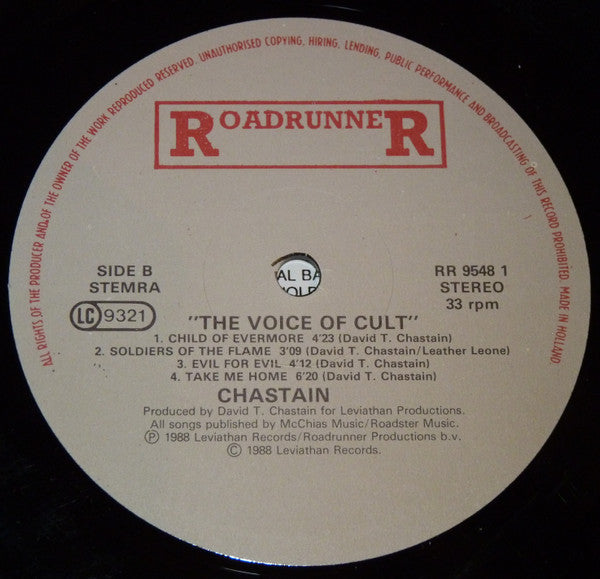 ALL RIGHTS OF THE PRODUCER AND/OF THE OWNER OF THE WORK REPRODUCED RESERVED. UNAUTHORISED COPYING, HIRING, LENDING, PUBLIC PERFORMANCE AND BROADCASTING OF THIS RECORD PROHIBITED. MADE IN HOLLAND
ROADRUNNER
SIDE B
STEMRA
LC 9321
AL BA
RR 9548 1
STEREO
33 rpm
"THE VOICE OF CULT"
1. CHILD OF EVERMORE 4'23 (David T. Chastain)
2. SOLDIERS OF THE FLAME 3'09 (David T. Chastain/Leather Leone)
3. EVIL FOR EVIL 4'12 (David T. Chastain)
4. TAKE ME HOME 6'20 (David T. Chastain)
CHASTAIN
Produced by David T. Chastain for Leviathan Productions.
All songs published by McChias Music/Roadster Music.
Ⓟ 1988 Leviathan Records/Roadrunner Productions b.v.
© 1988 Leviathan Records.